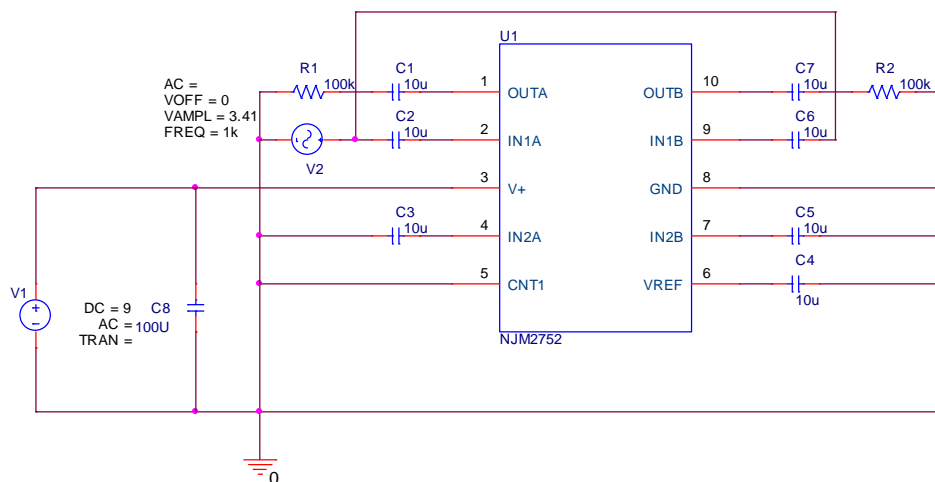 U1
R1
100k
C1
10u
1
OUTA
OUTB
10
C7
10u
R2
100k
AC =
VOFF = 0
VAMPL = 3.41
FREQ = 1k
V2
C2
10u
2
IN1A
IN1B
9
C6
10u
3
V+
GND
8
C3
10u
4
IN2A
IN2B
7
C5
10u
5
CNT1
VREF
6
C4
10u
V1
DC = 9
AC =
TRAN =
C8
100U
NJM2752
0